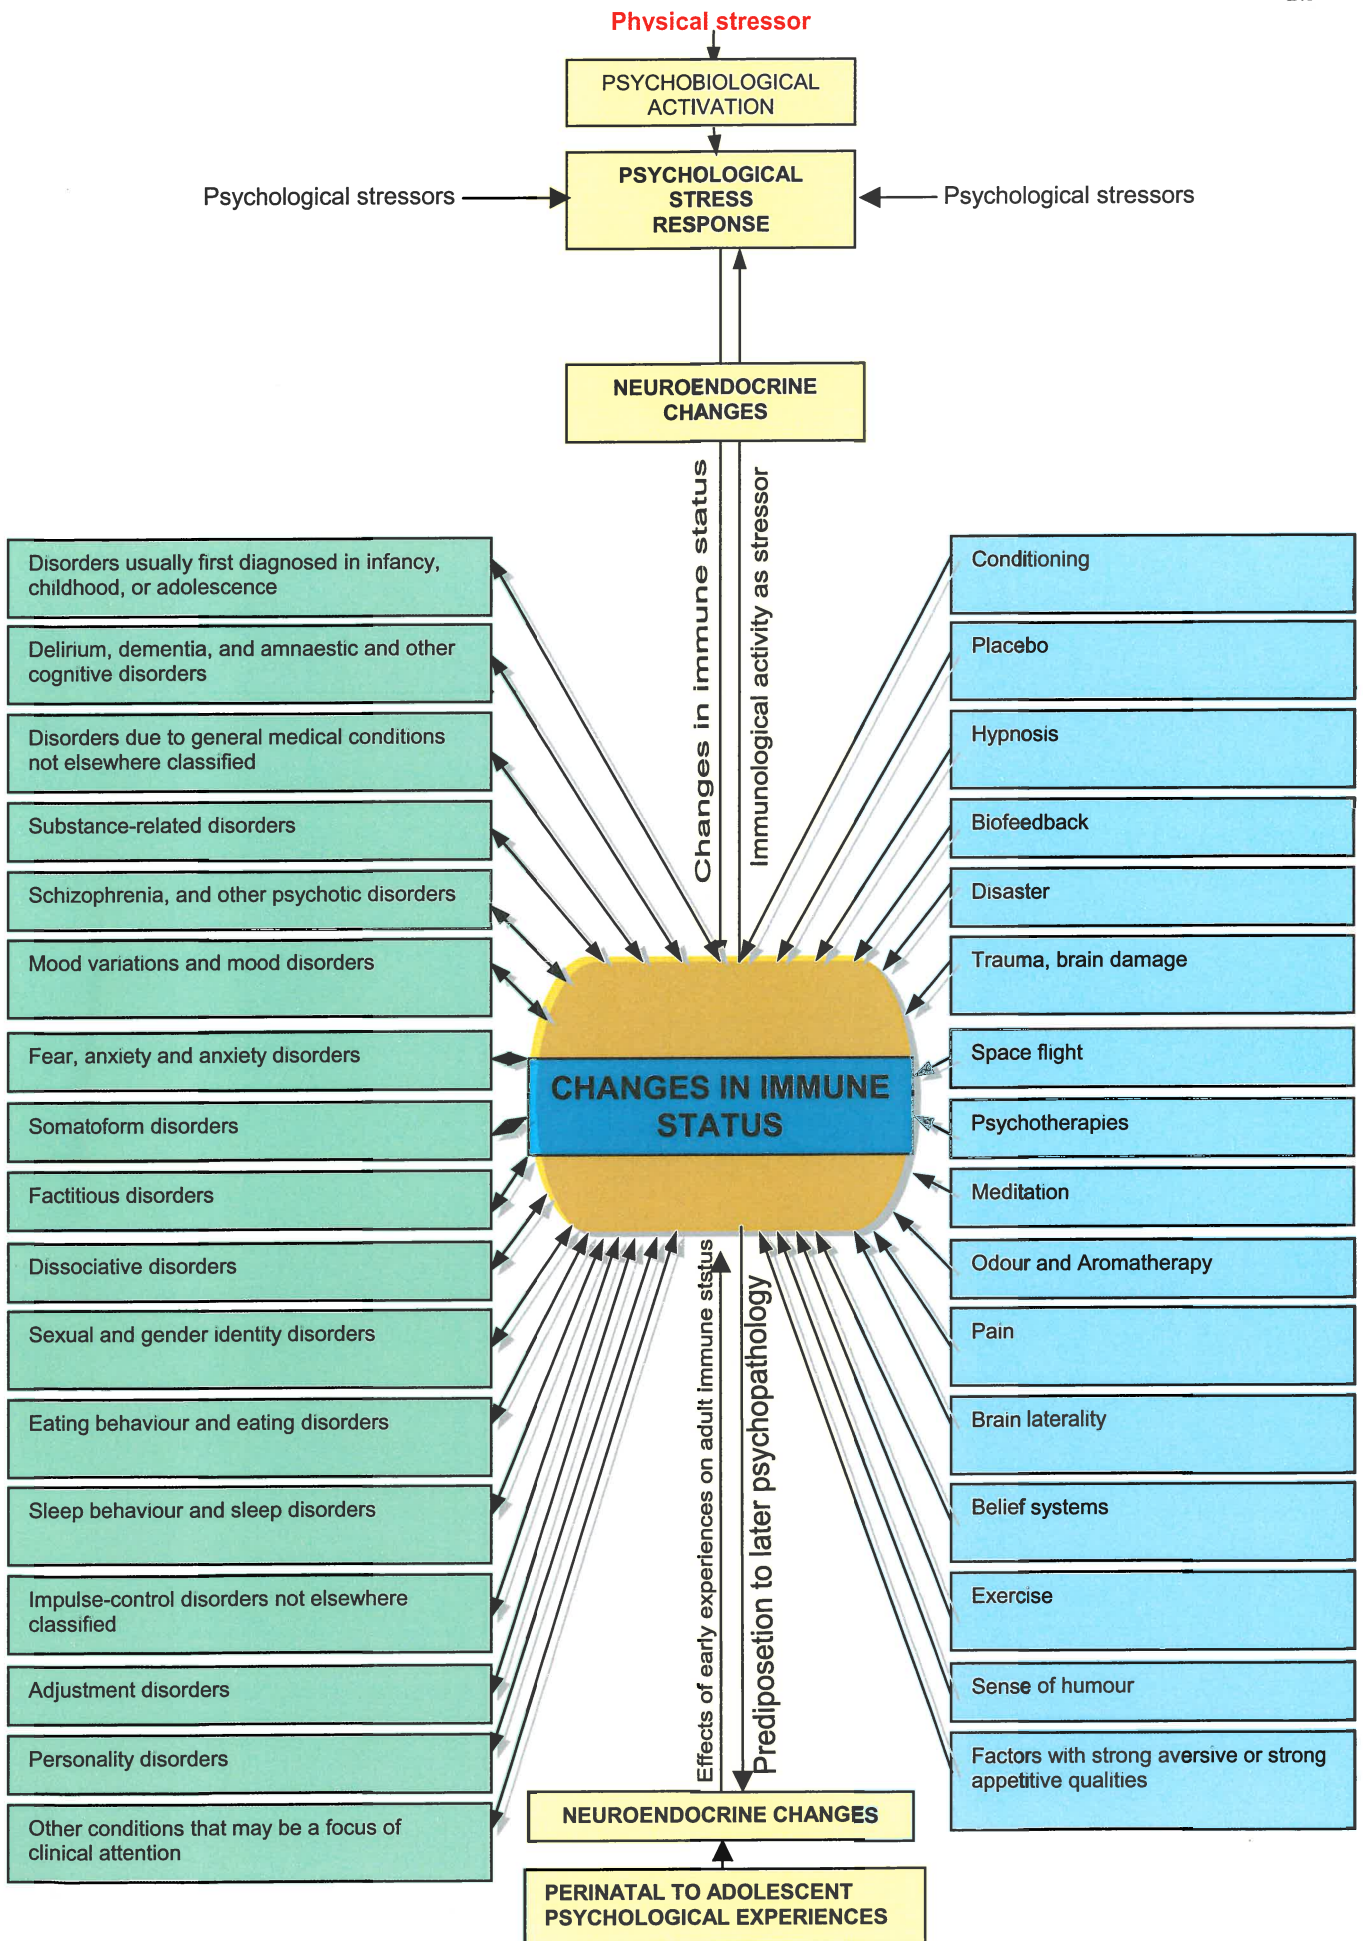 Physical stressor
PSYCHOBIOLOGICAL
ACTIVATION
PSYCHOLOGICAL
STRESS
RESPONSE
Psychological stressors
Psychological stressors
NEUROENDOCRINE
CHANGES
Changes in immune status
Immunological activity as stressor
Disorders usually first diagnosed in infancy,
childhood, or adolescence
Delirium, dementia, and amnaestic and other
cognitive disorders
Disorders due to general medical conditions
not elsewhere classified
Substance-related disorders
Schizophrenia, and other psychotic disorders
Mood variations and mood disorders
Fear, anxiety and anxiety disorders
Somatoform disorders
Factitious disorders
Dissociative disorders
Sexual and gender identity disorders
Eating behaviour and eating disorders
Sleep behaviour and sleep disorders
Impulse-control disorders not elsewhere
classified
Adjustment disorders
Personality disorders
Other conditions that may be a focus of
clinical attention
CHANGES IN IMMUNE
STATUS
Conditioning
Placebo
Hypnosis
Biofeedback
Disaster
Trauma, brain damage
Space flight
Psychotherapies
Meditation
Odour and Aromatherapy
Pain
Brain laterality
Belief systems
Exercise
Sense of humour
Factors with strong aversive or strong
appetitive qualities
Effects of early experiences on adult immune ststus
Prediposetion to later psychopathology
NEUROENDOCRINE CHANGES
PERINATAL TO ADOLESCENT
PSYCHOLOGICAL EXPERIENCES